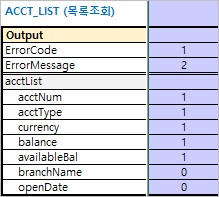 ACCT_LIST (목록조회)
Output
ErrorCode 1
ErrorMessage 2
acctList
acctNum 1
acctType 1
currency 1
balance 1
availableBal 1
branchName 0
openDate 0